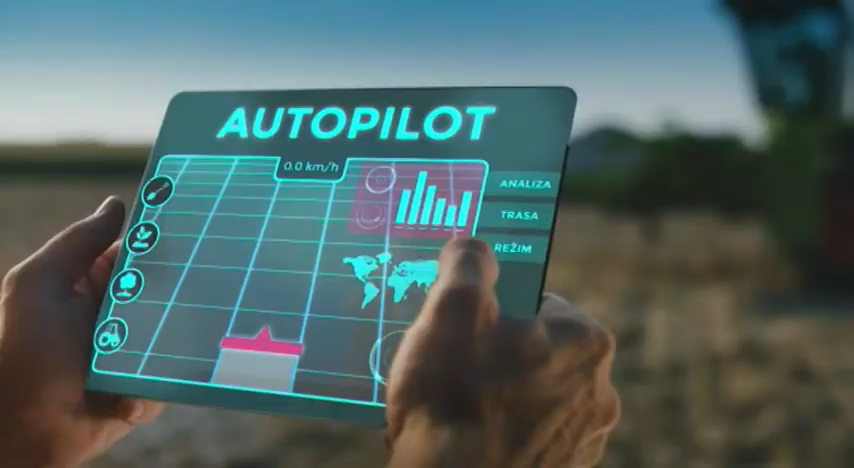 AUTOPILOT
0.0 km/h
ANALIZA
TRASA
REŽIM